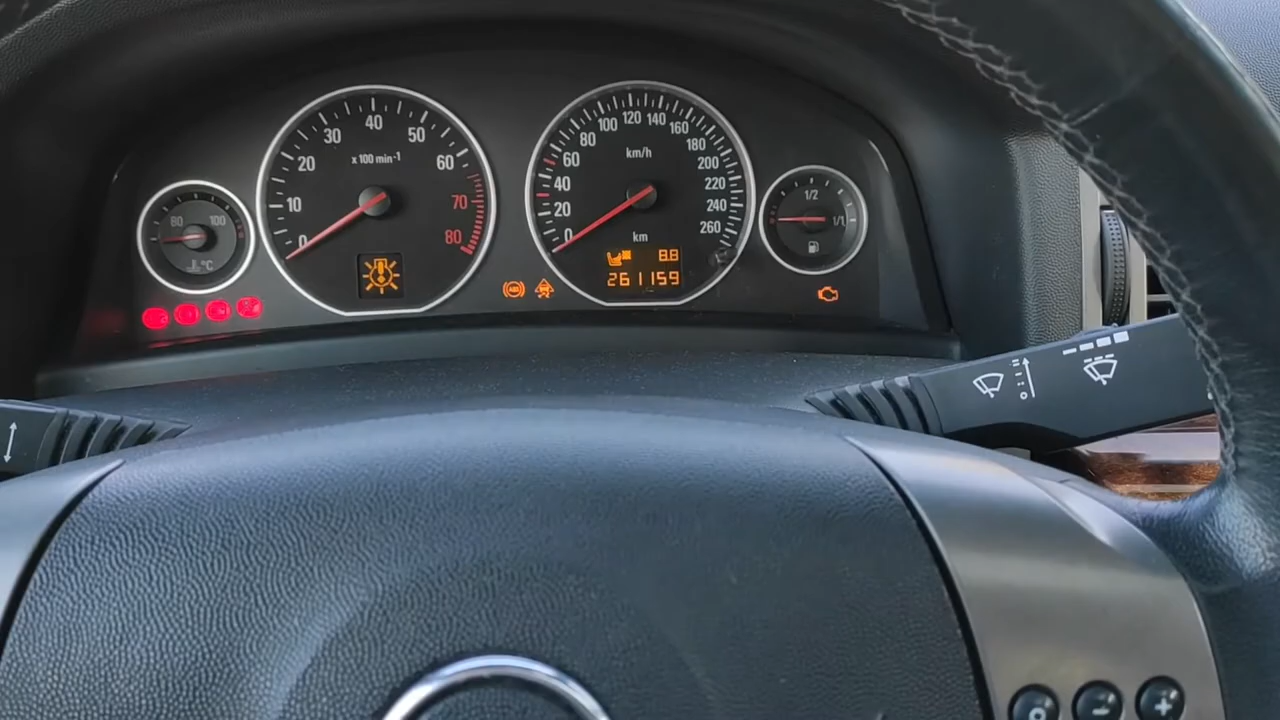 80 100
°C
0 10 20 30 40 50 60 70 80
x 100 min⁻¹
ABS
0 20 40 60 80 100 120 140 160 180 200 220 240 260
km/h
km
8.8
261159
1/2
1/1
o - +